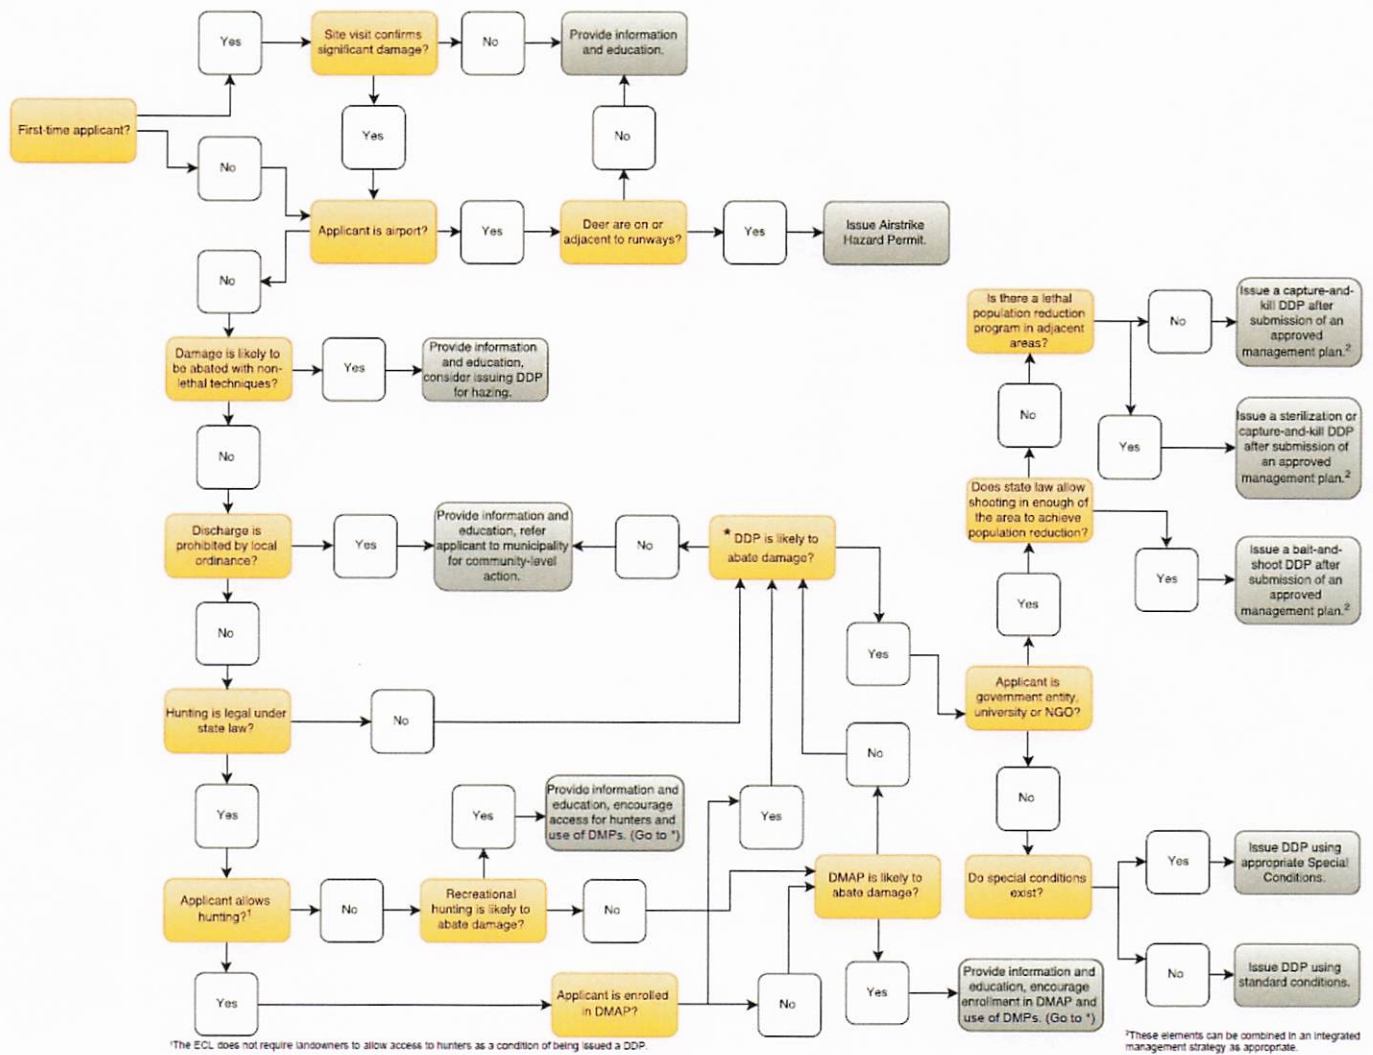 Yes
Site visit confirms
significant damage?
No
Provide information
and education.
First-time applicant?
Yes
No
No
Applicant is airport?
Yes
Deer are on or
adjacent to runways?
Yes
Issue Airstrike
Hazard Permit.
No
Damage is likely to
be abated with non-
lethal techniques?
Yes
Provide information
and education,
consider issuing DDP
for hazing.
No
Discharge is
prohibited by local
ordinance?
Yes
Provide information and
education, refer
applicant to municipality
for community-level
action.
No
* DDP is likely to
abate damage?
Yes
No
Hunting is legal under
state law?
No
Yes
Applicant allows
hunting?¹
No
Recreational
hunting is likely to
abate damage?
Yes
Provide information and
education, encourage
access for hunters and
use of DMPs. (Go to *)
No
Yes
Applicant is enrolled
in DMAP?
Yes
No
DMAP is likely to
abate damage?
No
Yes
Provide information and
education, encourage
enrollment in DMAP and
use of DMPs. (Go to *)
Is there a lethal
population reduction
program in adjacent
areas?
No
Issue a capture-and-
kill DDP after
submission of an
approved
management plan.²
Yes
Issue a sterilization or
capture-and-kill DDP
after submission of
an approved
management plan.²
No
Does state law allow
shooting in enough of
the area to achieve
population reduction?
Yes
Issue a bait-and-
shoot DDP after
submission of an
approved
management plan.²
Yes
Applicant is
government entity,
university or NGO?
No
Do special conditions
exist?
Yes
Issue DDP using
appropriate Special
Conditions.
No
Issue DDP using
standard conditions.
¹The ECL does not require landowners to allow access to hunters as a condition of being issued a DDP.
²These elements can be combined in an integrated
management strategy as appropriate.